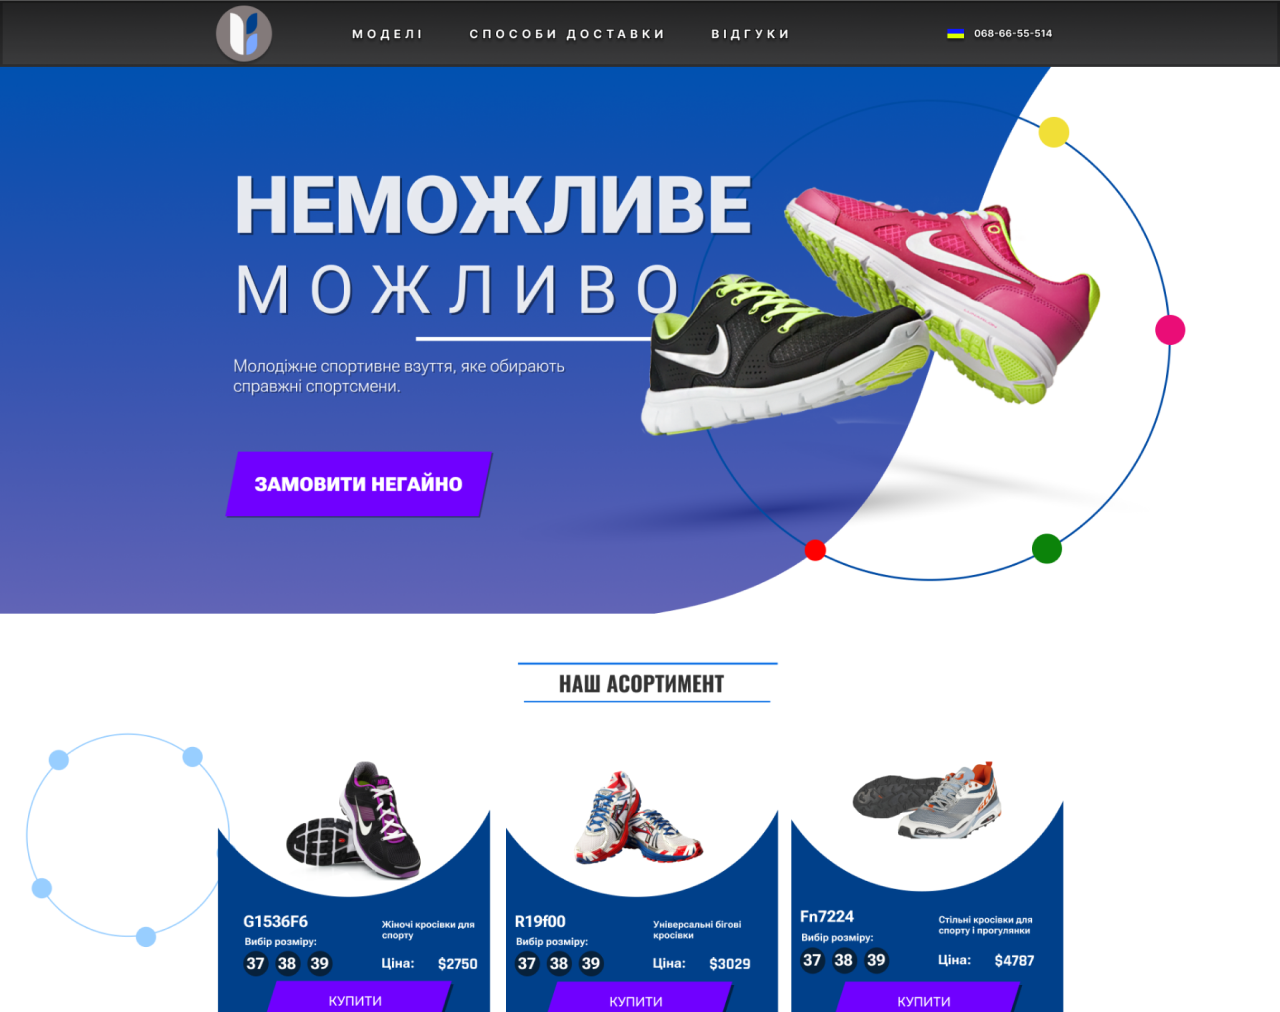 МОДЕЛІ
СПОСОБИ ДОСТАВКИ
ВІДГУКИ
068-66-55-514
НЕМОЖЛИВЕ
МОЖЛИВО
Молодіжне спортивне взуття, яке обирають
справжні спортсмени.
ЗАМОВИТИ НЕГАЙНО
НАШ АСОРТИМЕНТ
G1536F6
Жіночі кросівки для
спорту
Вибір розміру:
37 38 39
Ціна: $2750
КУПИТИ
R19f00
Універсальні бігові
кросівки
Вибір розміру:
37 38 39
Ціна: $3029
КУПИТИ
Fn7224
Стільні кросівки для
спорту і прогулянки
Вибір розміру:
37 38 39
Ціна: $4787
КУПИТИ